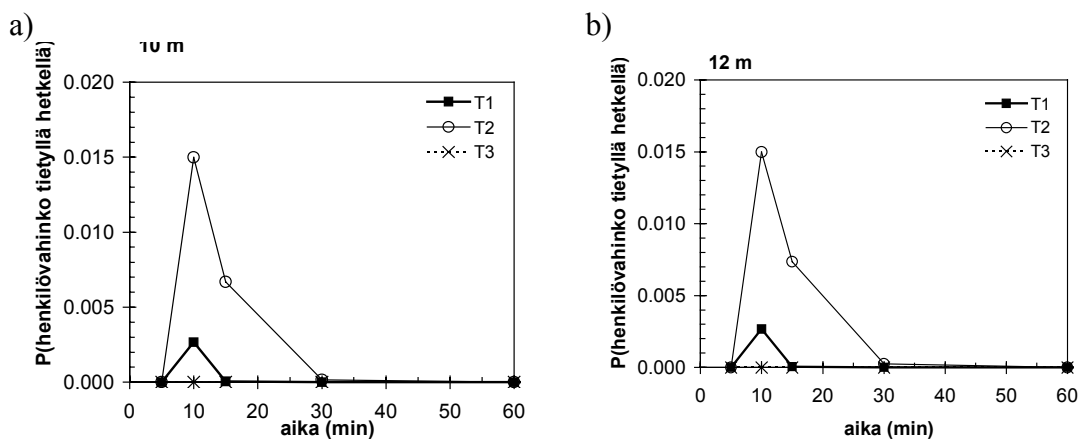 a)
10 m
P(henkilövahinko tietyllä hetkellä)
0.020
0.015
0.010
0.005
0.000
T1
T2
T3
0 10 20 30 40 50 60
aika (min)
b)
12 m
P(henkilövahinko tietyllä hetkellä)
0.020
0.015
0.010
0.005
0.000
T1
T2
T3
0 10 20 30 40 50 60
aika (min)